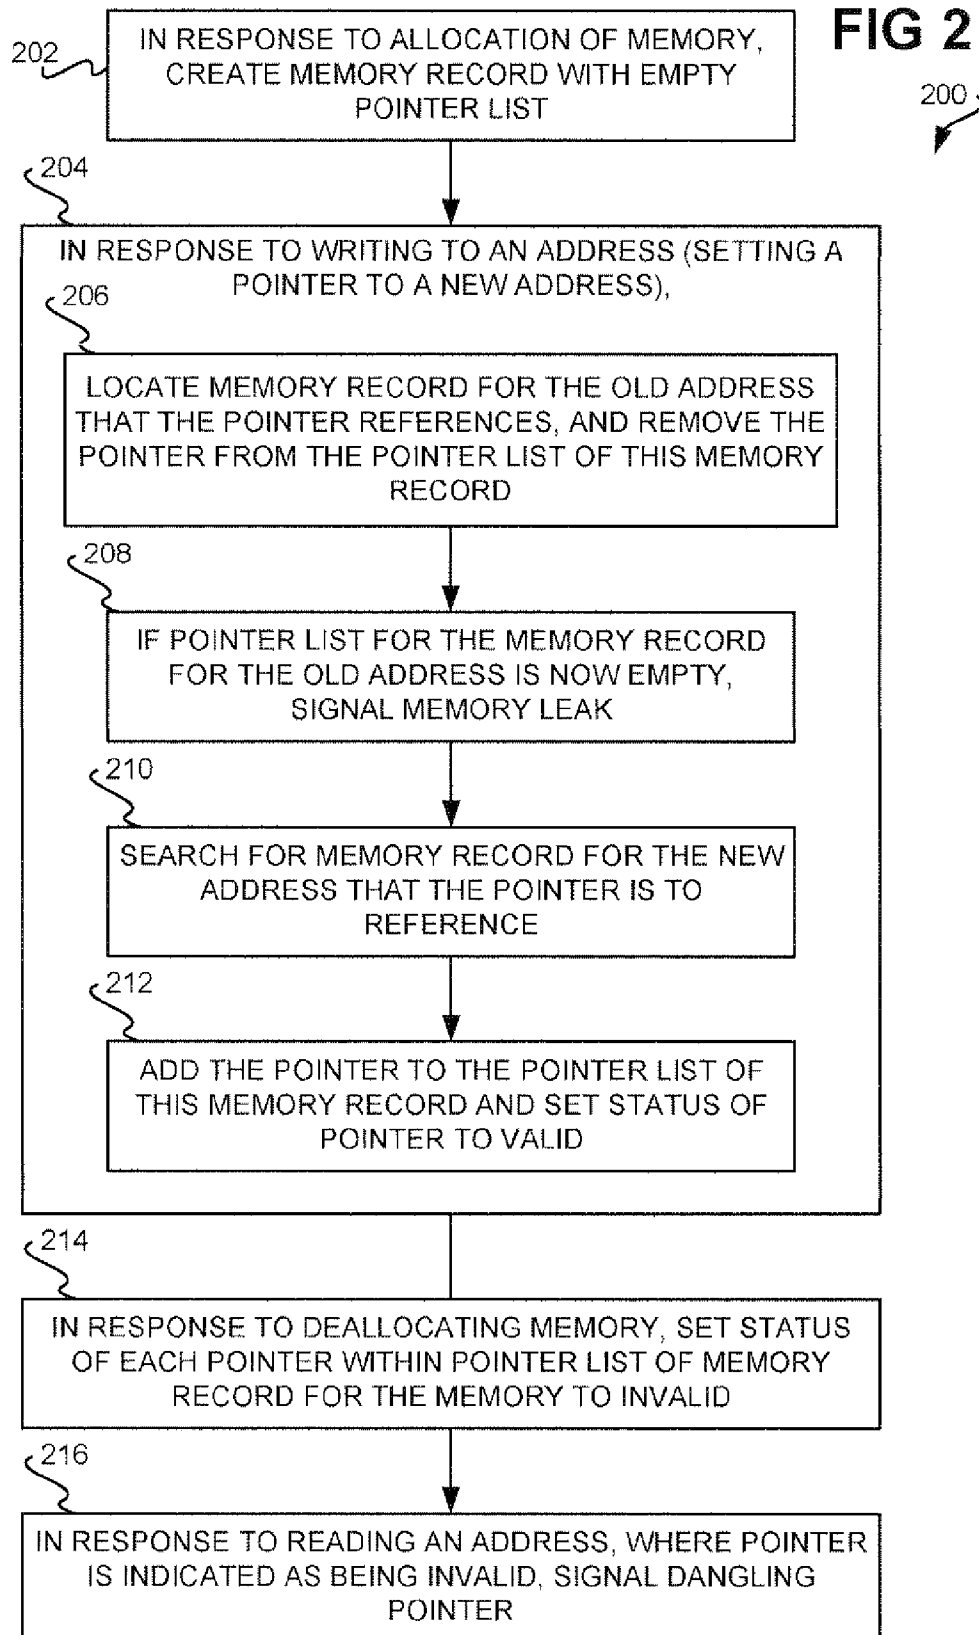 FIG 2
200
202
IN RESPONSE TO ALLOCATION OF MEMORY,
CREATE MEMORY RECORD WITH EMPTY
POINTER LIST
204
IN RESPONSE TO WRITING TO AN ADDRESS (SETTING A
POINTER TO A NEW ADDRESS),
206
LOCATE MEMORY RECORD FOR THE OLD ADDRESS
THAT THE POINTER REFERENCES, AND REMOVE THE
POINTER FROM THE POINTER LIST OF THIS MEMORY
RECORD
208
IF POINTER LIST FOR THE MEMORY RECORD
FOR THE OLD ADDRESS IS NOW EMPTY,
SIGNAL MEMORY LEAK
210
SEARCH FOR MEMORY RECORD FOR THE NEW
ADDRESS THAT THE POINTER IS TO
REFERENCE
212
ADD THE POINTER TO THE POINTER LIST OF
THIS MEMORY RECORD AND SET STATUS OF
POINTER TO VALID
214
IN RESPONSE TO DEALLOCATING MEMORY, SET STATUS
OF EACH POINTER WITHIN POINTER LIST OF MEMORY
RECORD FOR THE MEMORY TO INVALID
216
IN RESPONSE TO READING AN ADDRESS, WHERE POINTER
IS INDICATED AS BEING INVALID, SIGNAL DANGLING
POINTER